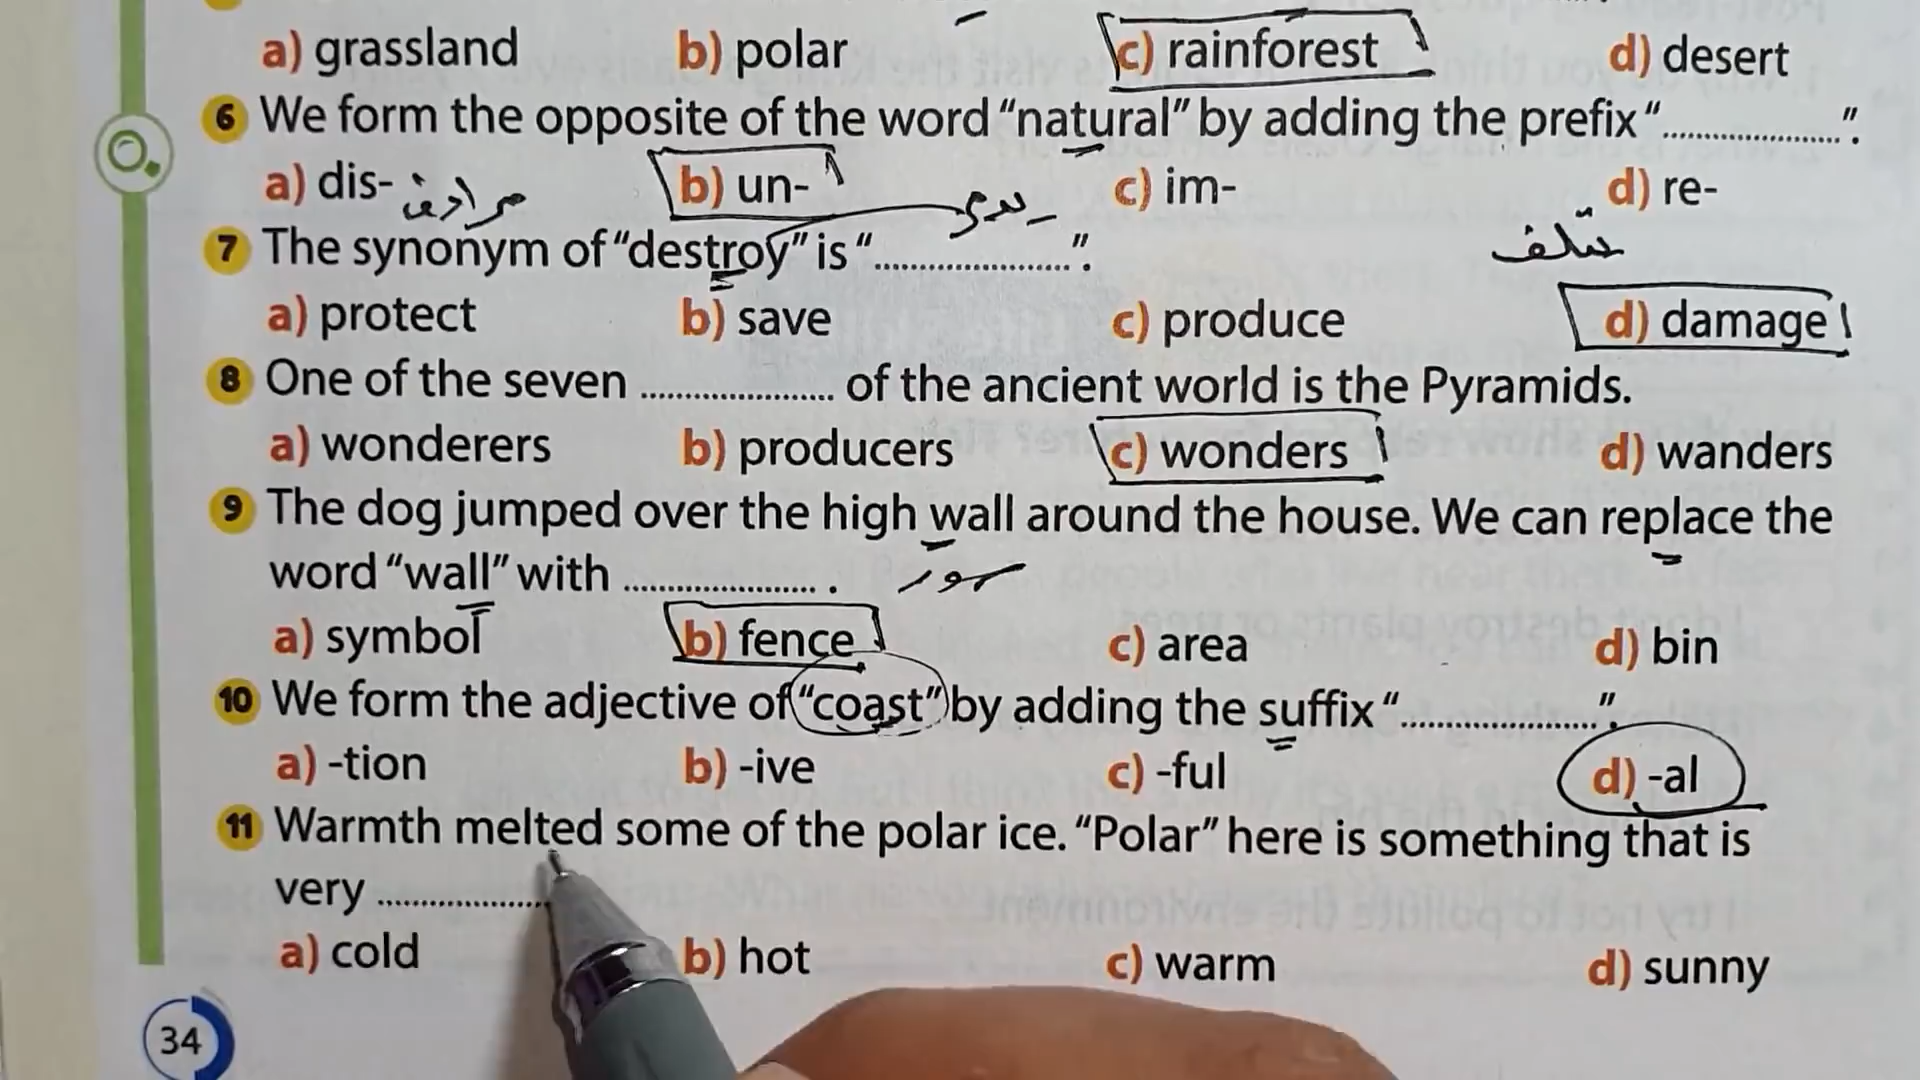 a) grassland b) polar c) rainforest d) desert
6 We form the opposite of the word “natural” by adding the prefix “....................”.
a) dis- مرادف b) un- يدمر c) im- d) re-
7 The synonym of “destroy” is “....................”. يتلف
a) protect b) save c) produce d) damage
8 One of the seven .................... of the ancient world is the Pyramids.
a) wonderers b) producers c) wonders d) wanders
9 The dog jumped over the high wall around the house. We can replace the
word “wall” with .................... . سور
a) symbol b) fence c) area d) bin
10 We form the adjective of “coast” by adding the suffix “....................”.
a) -tion b) -ive c) -ful d) -al
11 Warmth melted some of the polar ice. “Polar” here is something that is
very ....................
a) cold b) hot c) warm d) sunny
34